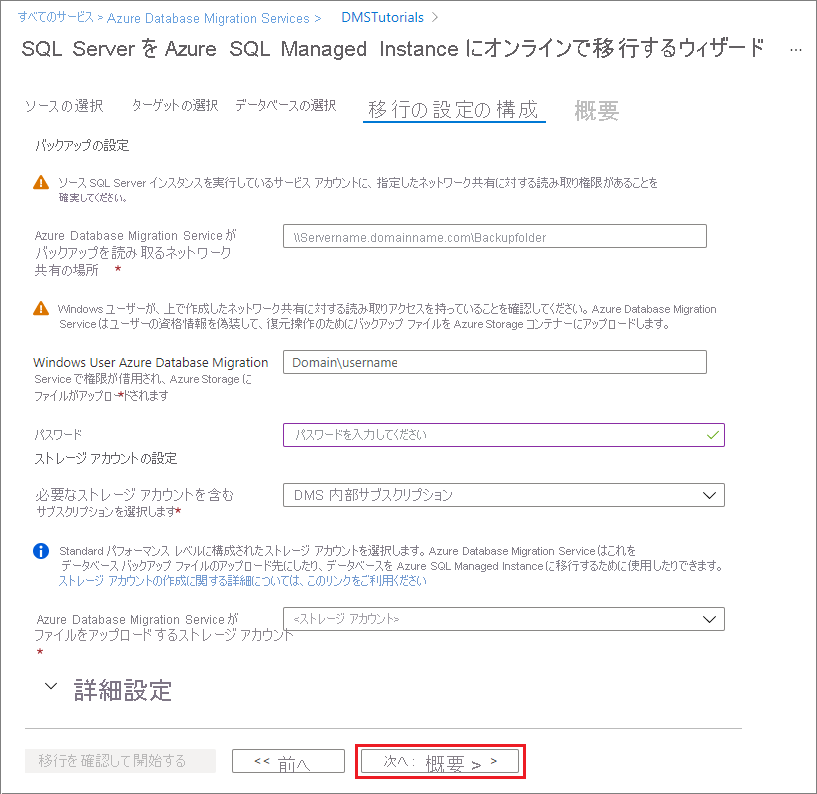 すべてのサービス > Azure Database Migration Services > DMSTutorials >
SQL Server を Azure SQL Managed Instance にオンラインで移行するウィザード ...
ソースの選択 ターゲットの選択 データベースの選択 移行の設定の構成 概要
バックアップの設定
ソース SQL Server インスタンスを実行しているサービス アカウントに、指定したネットワーク共有に対する読み取り権限があることを
確実してください。
Azure Database Migration Service が
バックアップを読み取るネットワーク
共有の場所 *
\\Servername.domainname.com\Backupfolder
Windows ユーザーが、上で作成したネットワーク共有に対する読み取りアクセスを持っていることを確認してください。Azure Database Migration
Service はユーザーの資格情報を偽装して、復元操作のためにバックアップ ファイルを Azure Storage コンテナーにアップロードします。
Windows User Azure Database Migration
Service で権限が借用され、Azure Storage に
ファイルがアップロー*ドされます
Domain\username
パスワード
パスワードを入力してください
ストレージ アカウントの設定
必要なストレージ アカウントを含む
サブスクリプションを選択します*
DMS 内部サブスクリプション
Standard パフォーマンス レベルに構成されたストレージ アカウントを選択します。Azure Database Migration Service はこれを
データベース バックアップ ファイルのアップロード先にしたり、データベースを Azure SQL Managed Instance に移行するために使用したりできます。
ストレージ アカウントの作成に関する詳細については、このリンクをご利用ください
Azure Database Migration Service が
ファイルをアップロードするストレージ アカウント
*
<ストレージ アカウント>
詳細設定
移行を確認して開始する << 前へ 次へ: 概要 > >